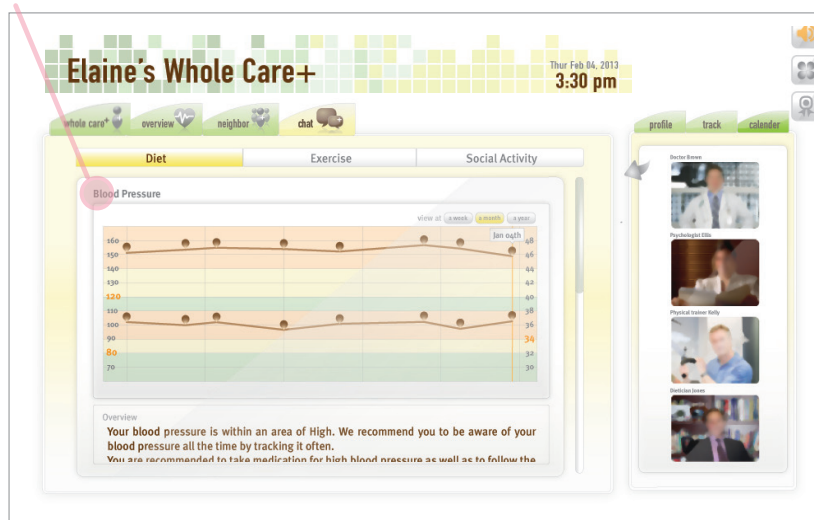 Elaine's Whole Care+
Thur Feb 04, 2013
3:30 pm
whole care+
overview
neighbor
chat
profile
track
calander
Diet
Exercise
Social Activity
Blood Pressure
view at
a week
a month
a year
Jan 04th
160
150
140
130
120
110
100
90
80
70
48
46
44
42
40
38
36
34
32
30
Overview
Your blood pressure is within an area of High. We recommend you to be aware of your
blood pressure all the time by tracking it often.
You are recommended to take medication for high blood pressure as well as to follow the
Doctor Brown
Psychologist Ellis
Physical trainer Kelly
Dietician Jones